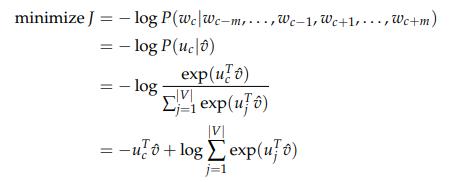 minimize J = − log P(w_c|w_{c−m}, . . . , w_{c−1}, w_{c+1}, . . . , w_{c+m})
= − log P(u_c|v̂)
= − log \frac{exp(u_c^T v̂)}{∑_{j=1}^{|V|} exp(u_j^T v̂)}
= −u_c^T v̂ + log ∑_{j=1}^{|V|} exp(u_j^T v̂)